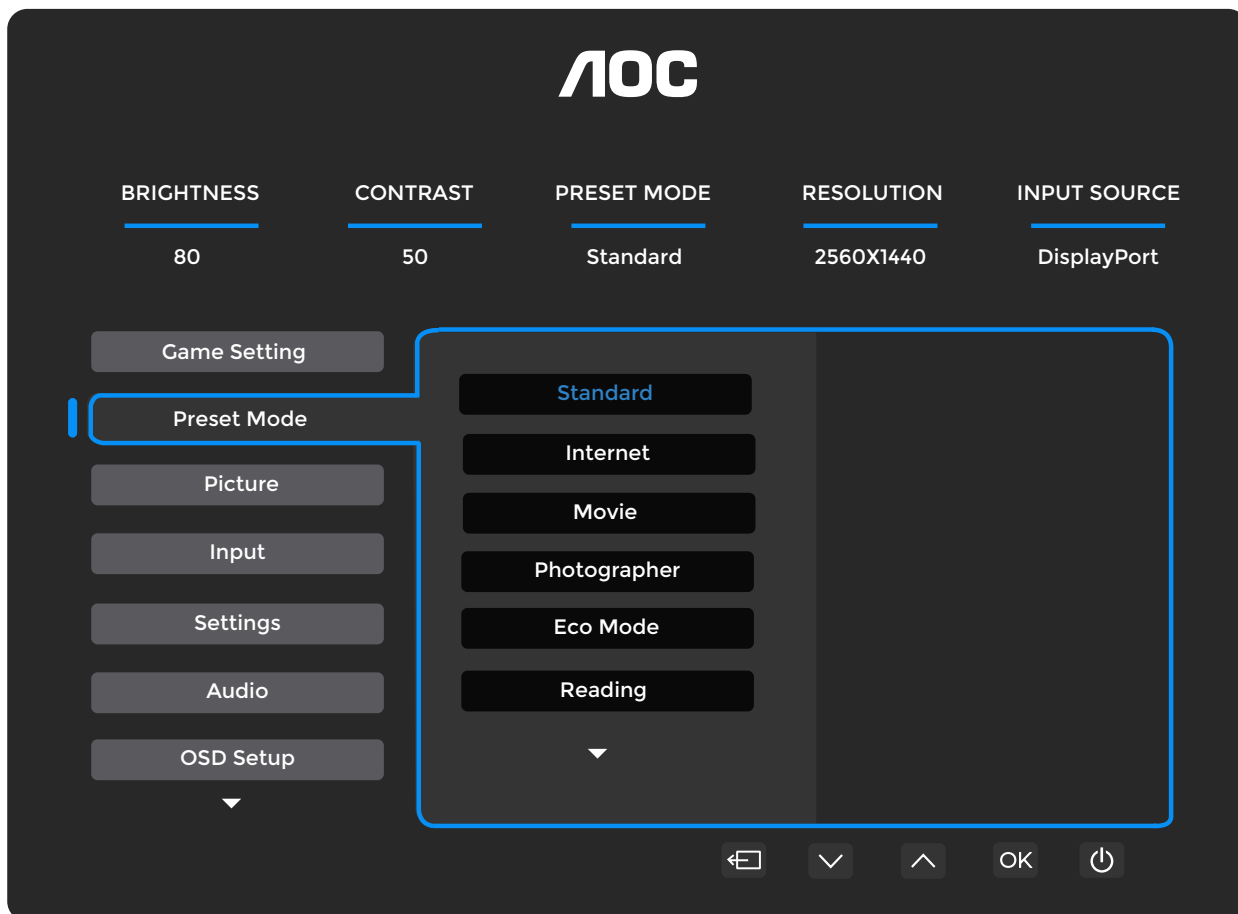 AOC
BRIGHTNESS CONTRAST PRESET MODE RESOLUTION INPUT SOURCE
80 50 Standard 2560X1440 DisplayPort
Game Setting
Preset Mode
Picture
Input
Settings
Audio
OSD Setup
Standard
Internet
Movie
Photographer
Eco Mode
Reading
OK